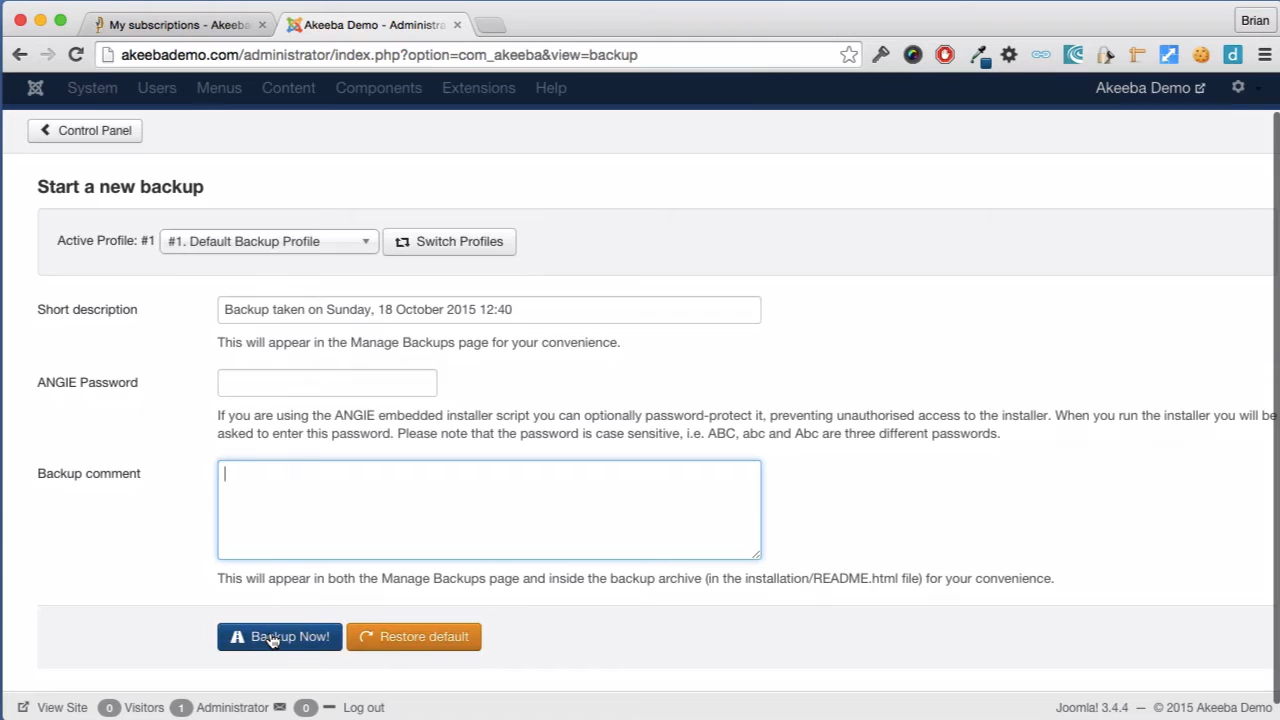 My subscriptions - Akeeba
Akeeba Demo - Administra
Brian
akeebademo.com/administrator/index.php?option=com_akeeba&view=backup
System Users Menus Content Components Extensions Help
Akeeba Demo
Control Panel
Start a new backup
Active Profile: #1
#1. Default Backup Profile
Switch Profiles
Short description
Backup taken on Sunday, 18 October 2015 12:40
This will appear in the Manage Backups page for your convenience.
ANGIE Password
If you are using the ANGIE embedded installer script you can optionally password-protect it, preventing unauthorised access to the installer. When you run the installer you will be
asked to enter this password. Please note that the password is case sensitive, i.e. ABC, abc and Abc are three different passwords.
Backup comment
This will appear in both the Manage Backups page and inside the backup archive (in the installation/README.html file) for your convenience.
Backup Now!
Restore default
View Site 0 Visitors 1 Administrator 0 Log out
Joomla! 3.4.4 — © 2015 Akeeba Demo